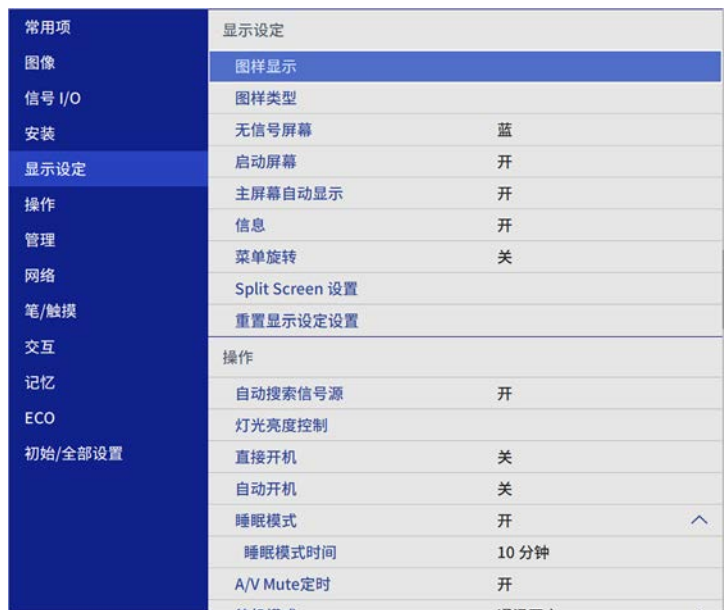 常用项
图像
信号 I/O
安装
显示设定
操作
管理
网络
笔/触摸
交互
记忆
ECO
初始/全部设置
显示设定
图样显示
图样类型
无信号屏幕 蓝
启动屏幕 开
主屏幕自动显示 开
信息 开
菜单旋转 关
Split Screen 设置
重置显示设定设置
操作
自动搜索信号源 开
灯光亮度控制
直接开机 关
自动开机 关
睡眠模式 开
睡眠模式时间 10 分钟
A/V Mute定时 开